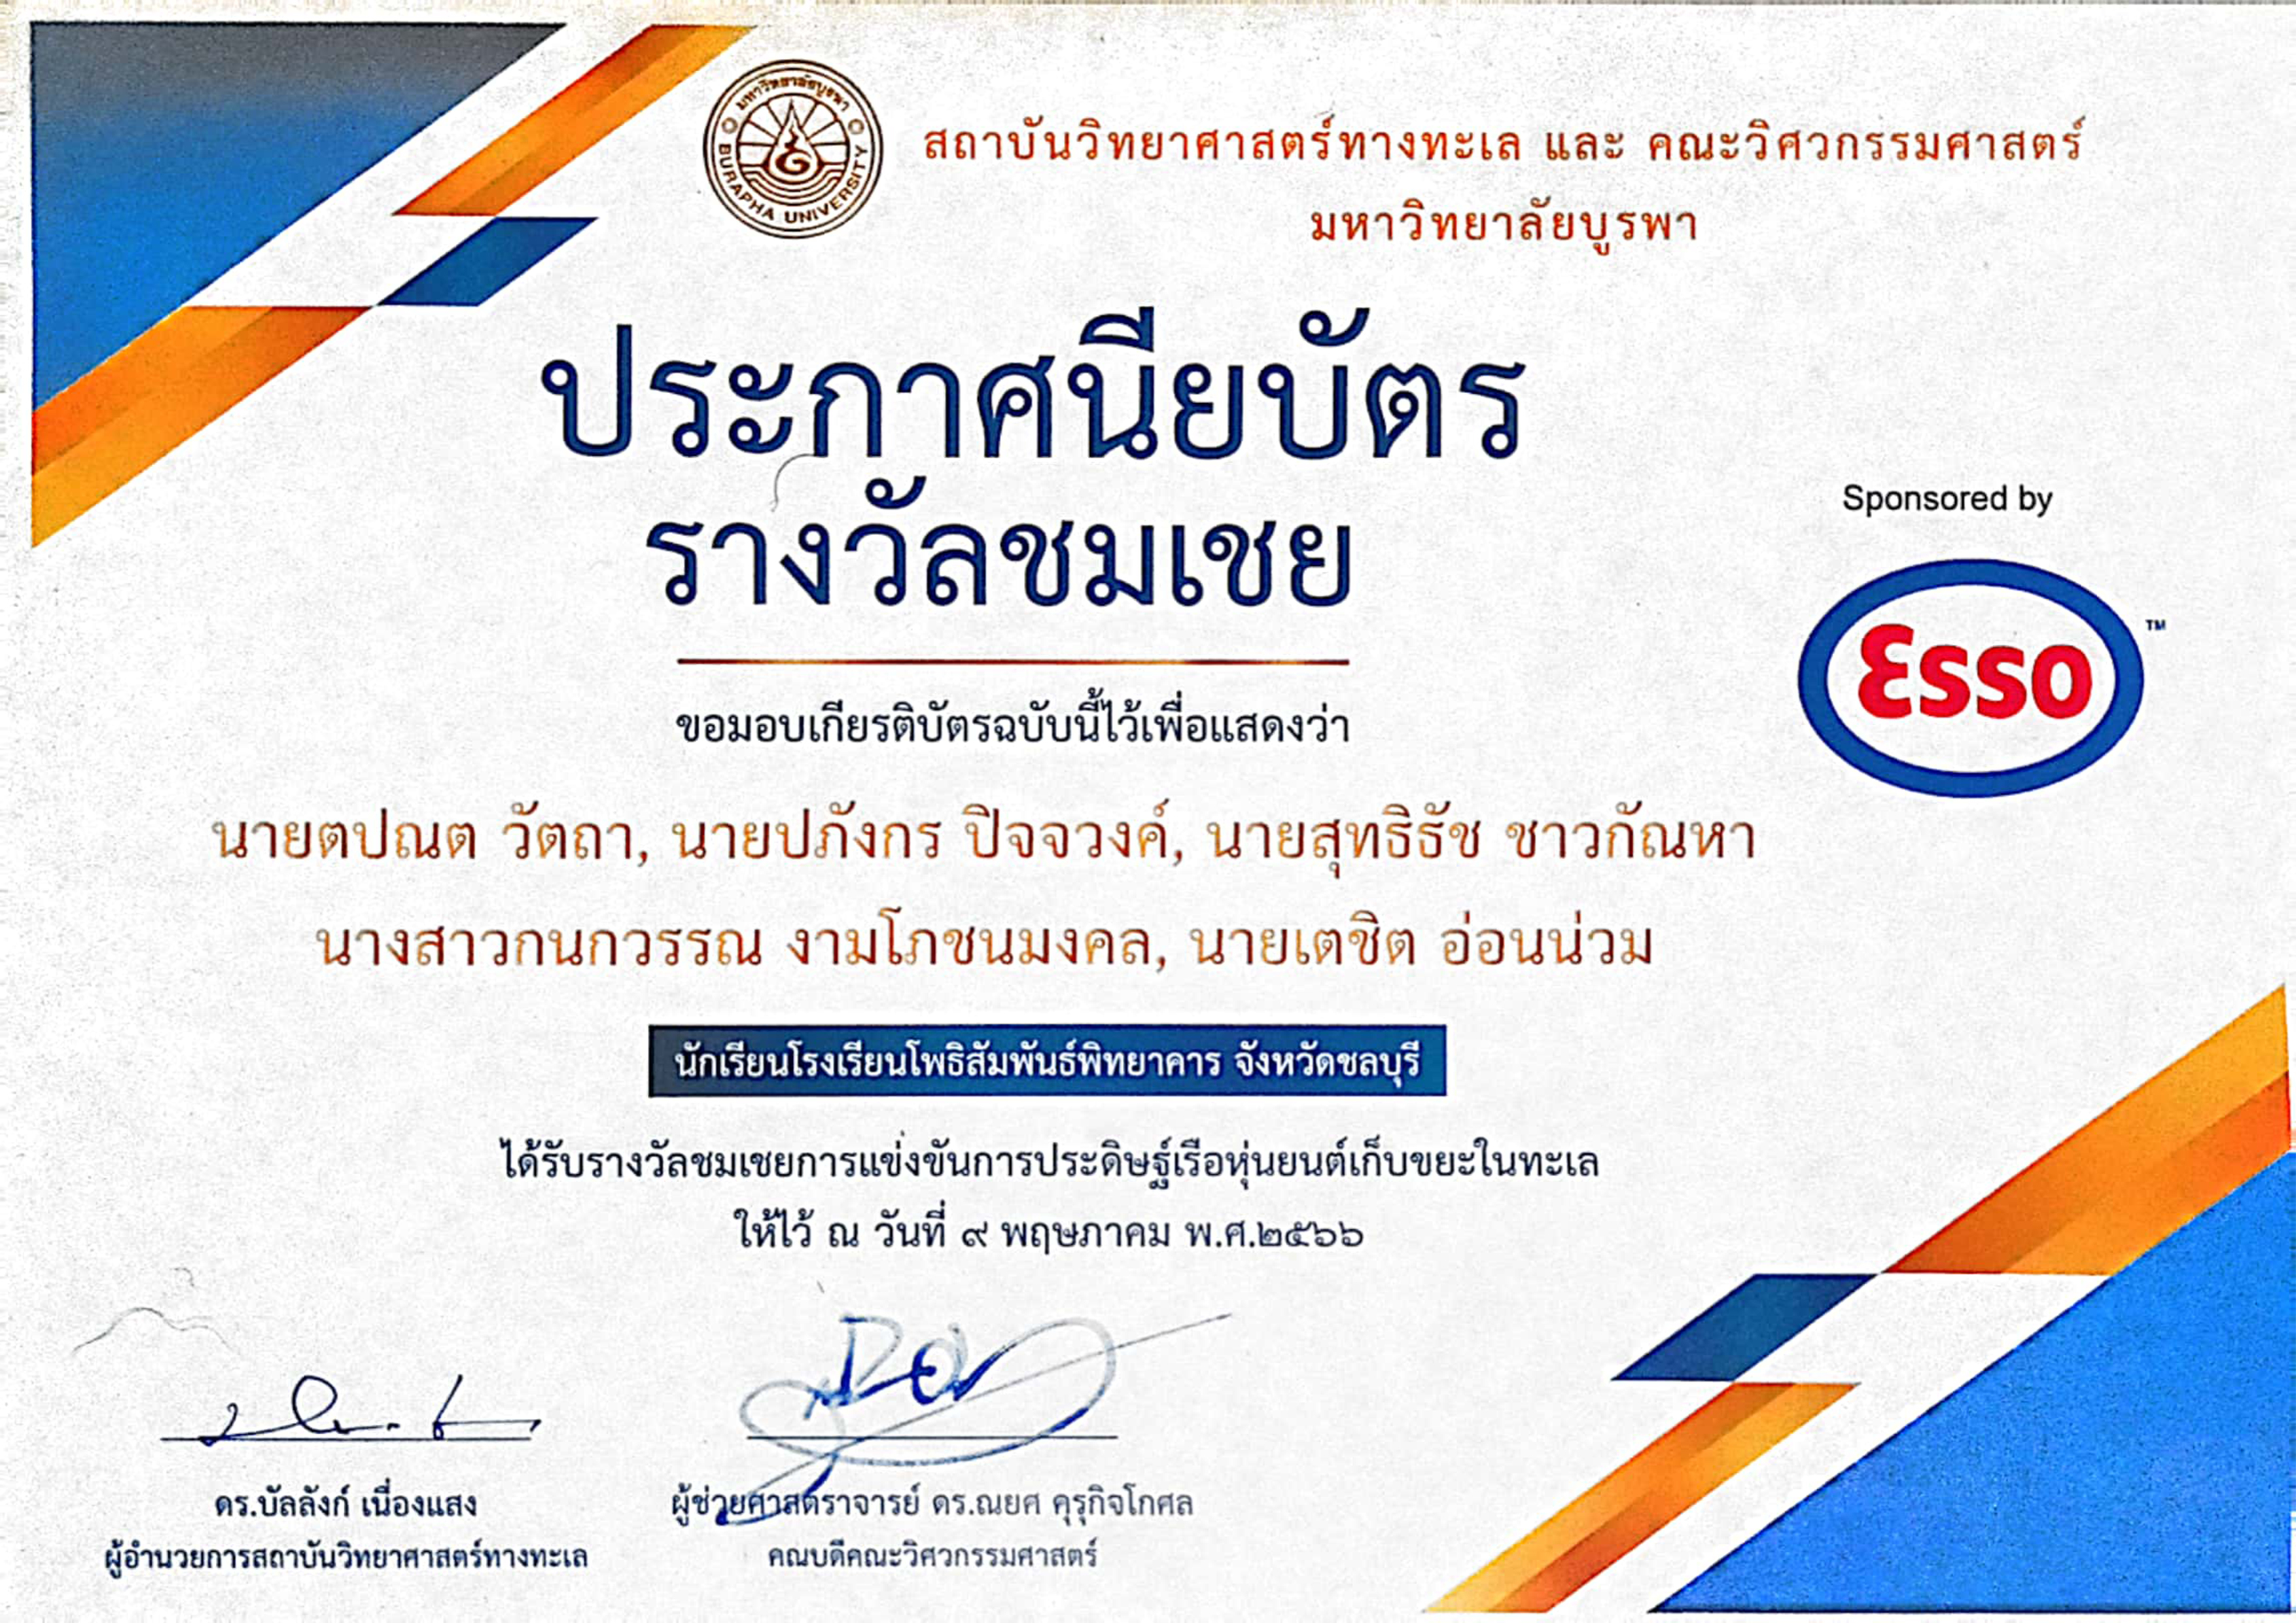 มหาวิทยาลัยบูรพา
BURAPHA UNIVERSITY
สถาบันวิทยาศาสตร์ทางทะเล และ คณะวิศวกรรมศาสตร์
มหาวิทยาลัยบูรพา
ประกาศนียบัตร
รางวัลชมเชย
Sponsored by
Esso
TM
ขอมอบเกียรติบัตรฉบับนี้ไว้เพื่อแสดงว่า
นายตปณต วัตถา, นายปภังกร ปิจจวงค์, นายสุทธิธัช ชาวกัณหา
นางสาวกนกวรรณ งามโภชนมงคล, นายเตชิต อ่อนน่วม
นักเรียนโรงเรียนโพธิสัมพันธ์พิทยาคาร จังหวัดชลบุรี
ได้รับรางวัลชมเชยการแข่งขันการประดิษฐ์เรือหุ่นยนต์เก็บขยะในทะเล
ให้ไว้ ณ วันที่ ๙ พฤษภาคม พ.ศ.๒๕๖๖
ดร.บัลลังก์ เนื่องแสง
ผู้อำนวยการสถาบันวิทยาศาสตร์ทางทะเล
ผู้ช่วยศาสตราจารย์ ดร.ณยศ คุรุกิจโกศล
คณบดีคณะวิศวกรรมศาสตร์